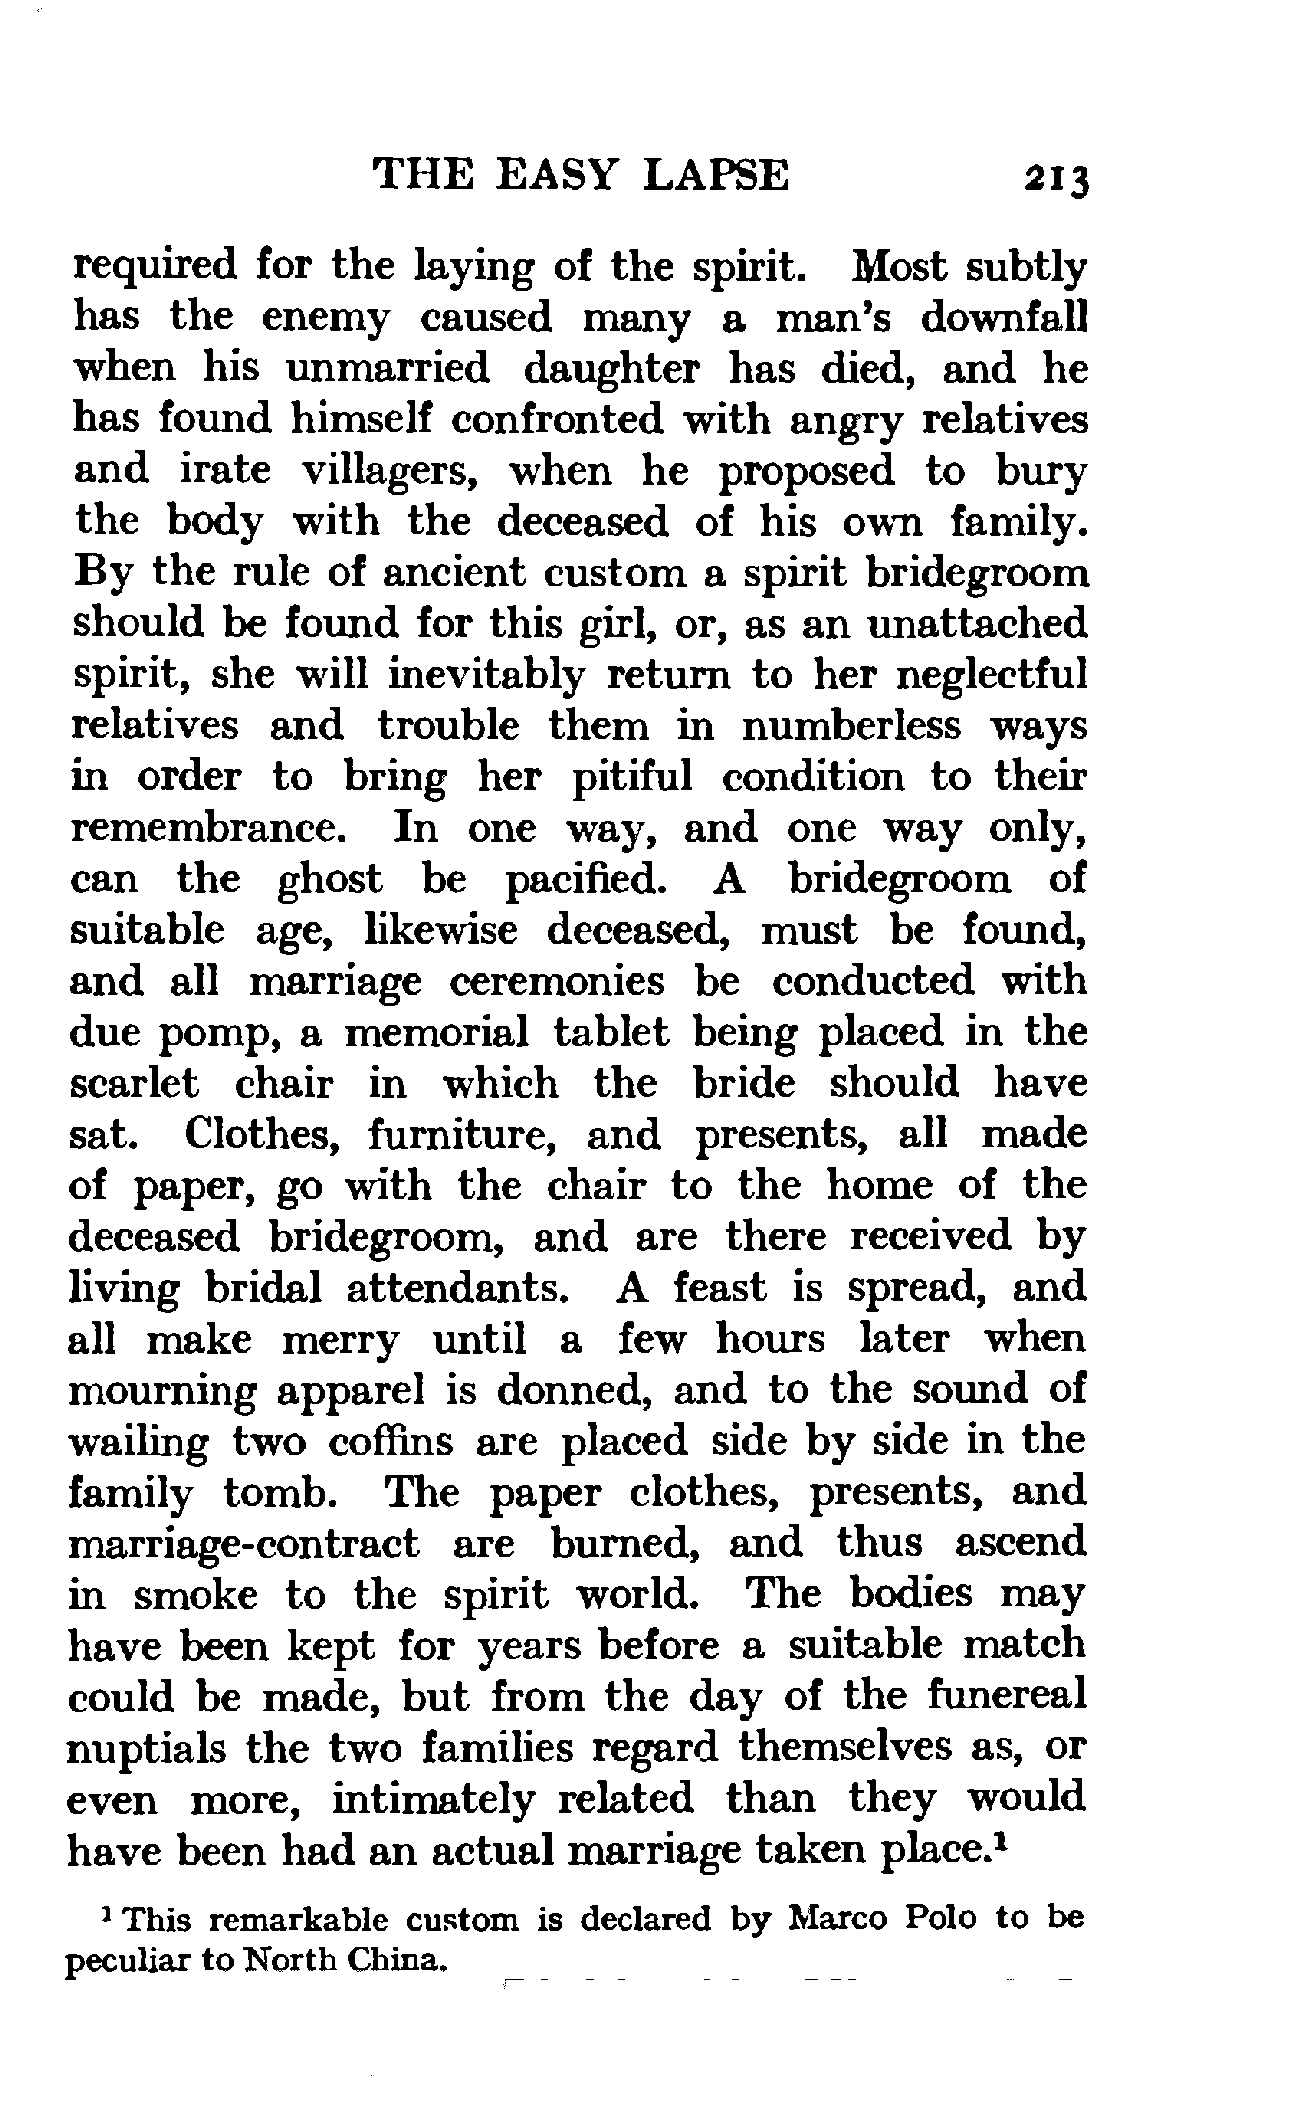 THE EASY LAPSE 213
required for the laying of the spirit. Most subtly
has the enemy caused many a man's downfall
when his unmarried daughter has died, and he
has found himself confronted with angry relatives
and irate villagers, when he proposed to bury
the body with the deceased of his own family.
By the rule of ancient custom a spirit bridegroom
should be found for this girl, or, as an unattached
spirit, she will inevitably return to her neglectful
relatives and trouble them in numberless ways
in order to bring her pitiful condition to their
remembrance. In one way, and one way only,
can the ghost be pacified. A bridegroom of
suitable age, likewise deceased, must be found,
and all marriage ceremonies be conducted with
due pomp, a memorial tablet being placed in the
scarlet chair in which the bride should have
sat. Clothes, furniture, and presents, all made
of paper, go with the chair to the home of the
deceased bridegroom, and are there received by
living bridal attendants. A feast is spread, and
all make merry until a few hours later when
mourning apparel is donned, and to the sound of
wailing two coffins are placed side by side in the
family tomb. The paper clothes, presents, and
marriage-contract are burned, and thus ascend
in smoke to the spirit world. The bodies may
have been kept for years before a suitable match
could be made, but from the day of the funereal
nuptials the two families regard themselves as, or
even more, intimately related than they would
have been had an actual marriage taken place.¹
¹ This remarkable custom is declared by Marco Polo to be
peculiar to North China.